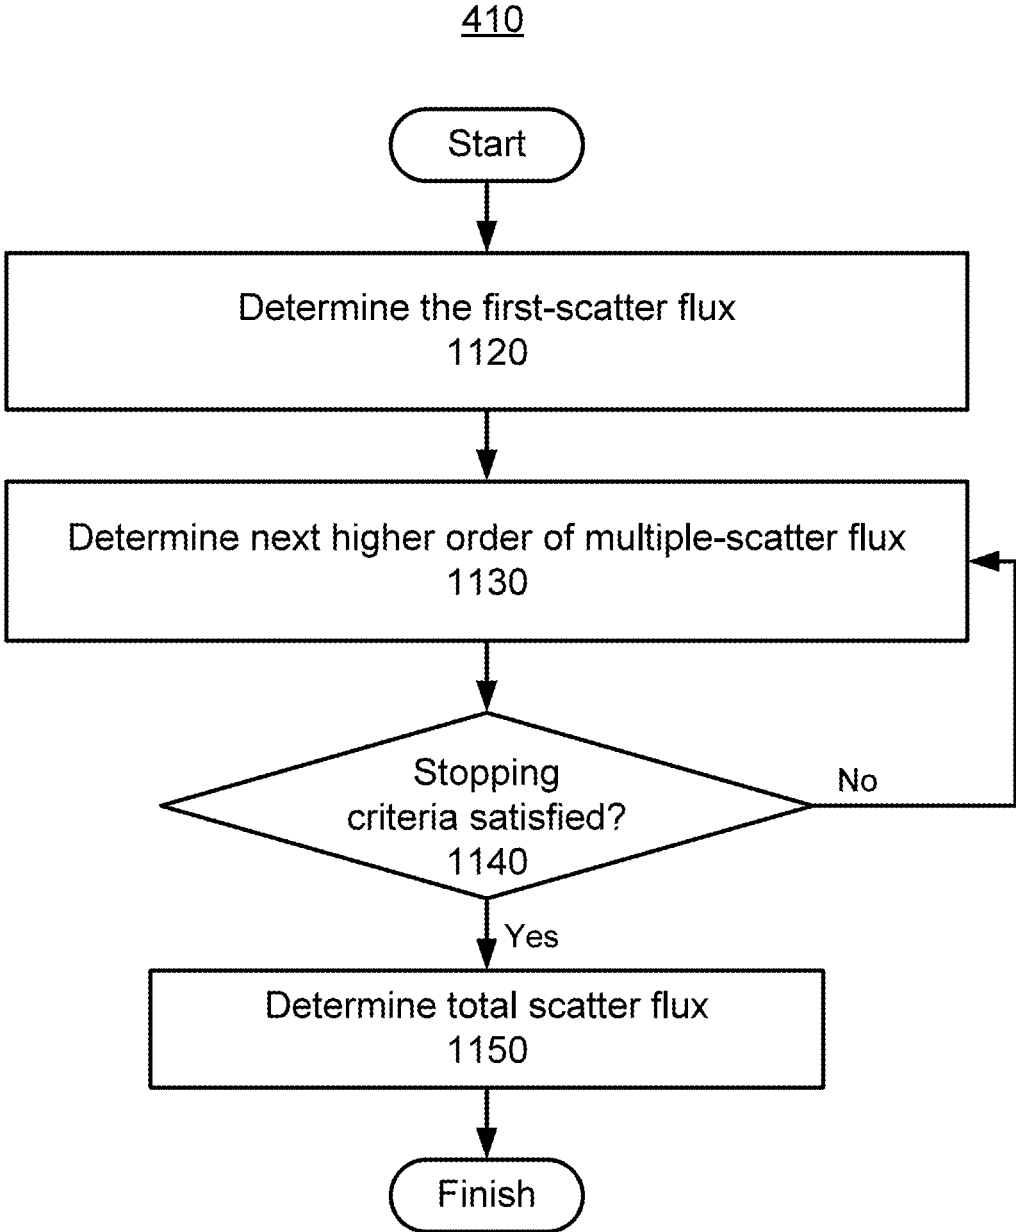 410
Start
Determine the first-scatter flux
1120
Determine next higher order of multiple-scatter flux
1130
Stopping
criteria satisfied?
1140
No
Yes
Determine total scatter flux
1150
Finish